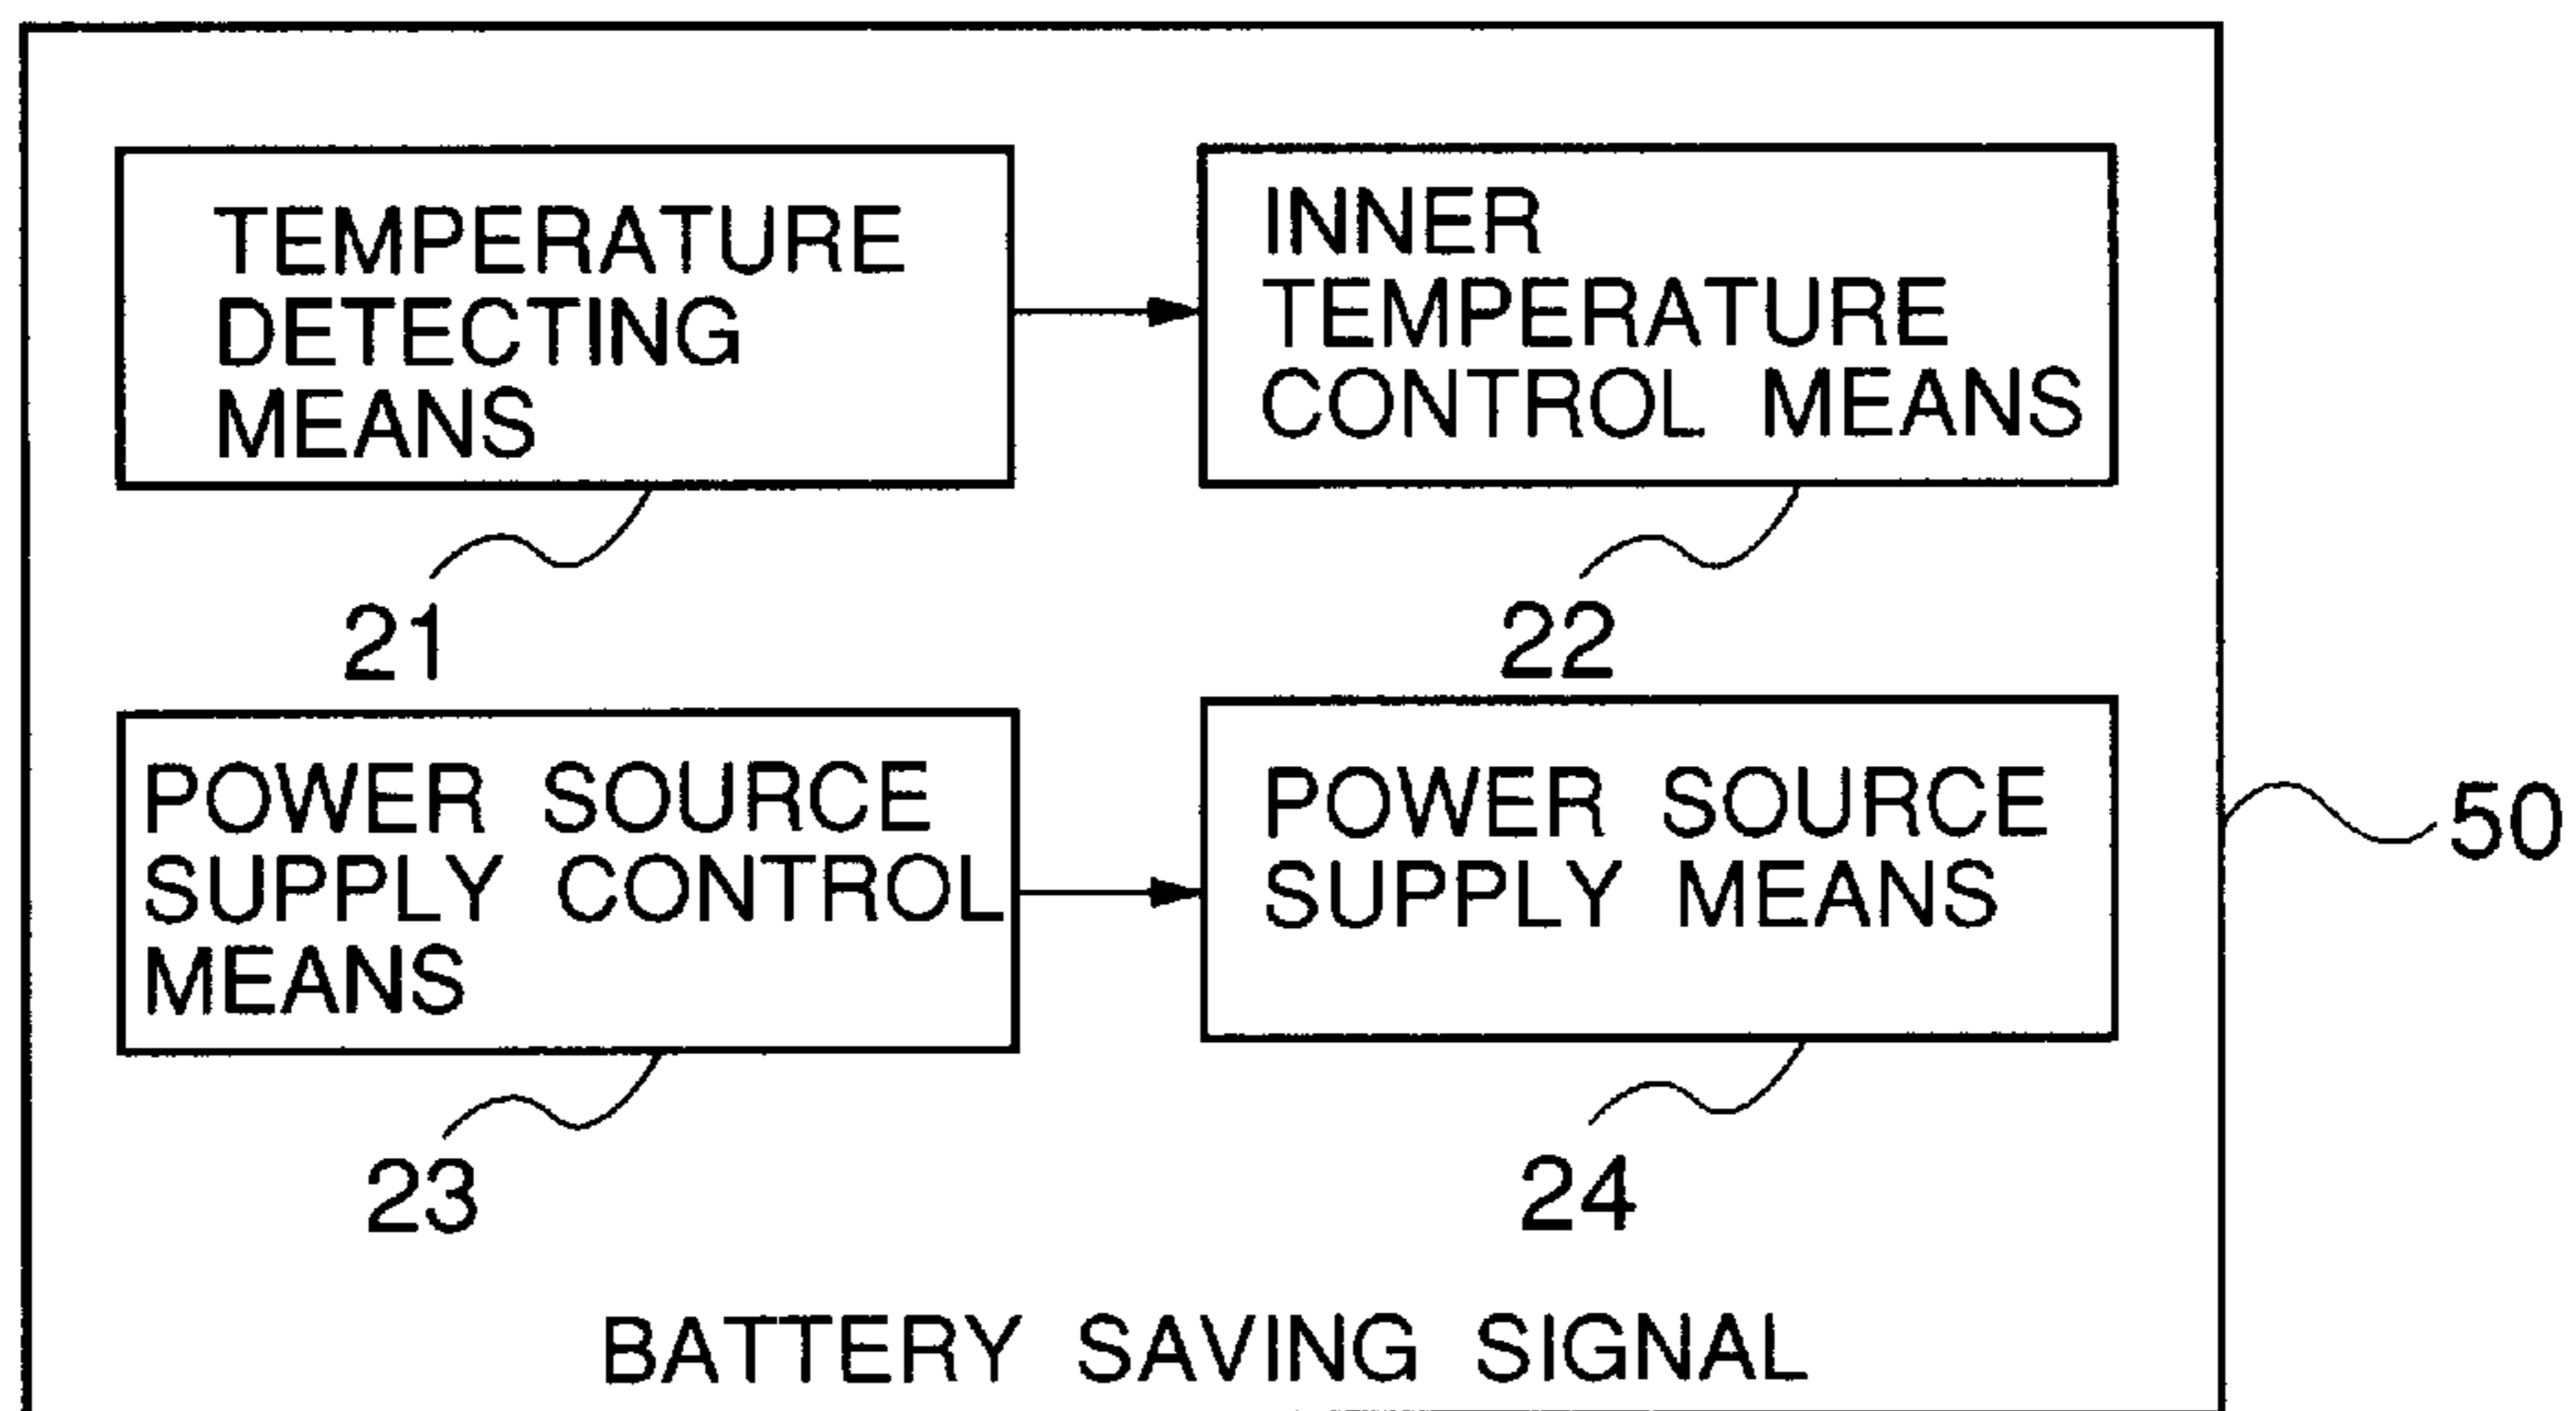 TEMPERATURE
DETECTING
MEANS
INNER
TEMPERATURE
CONTROL MEANS
21
22
POWER SOURCE
SUPPLY CONTROL
MEANS
POWER SOURCE
SUPPLY MEANS
50
23
24
BATTERY SAVING SIGNAL